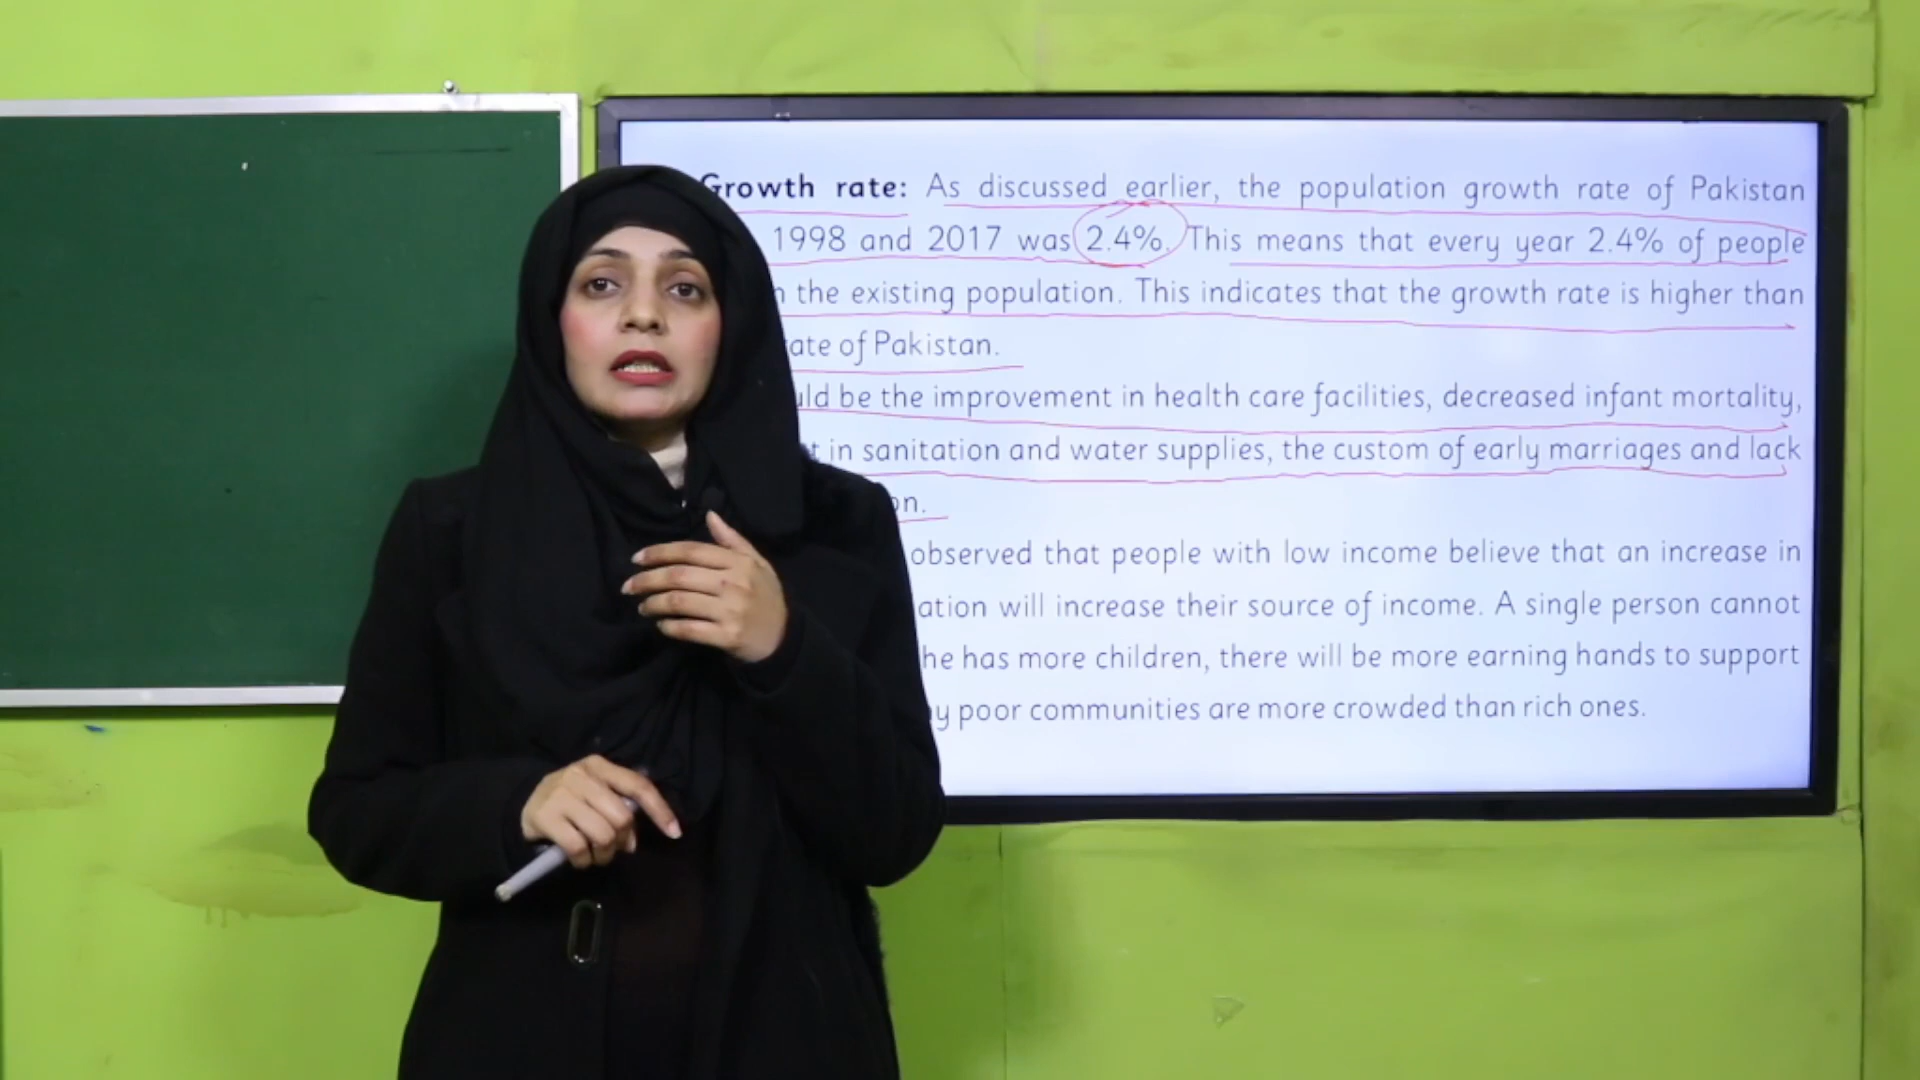 Growth rate: As discussed earlier, the population growth rate of Pakistan
1998 and 2017 was 2.4%. This means that every year 2.4% of people
the existing population. This indicates that the growth rate is higher than
of Pakistan.
be the improvement in health care facilities, decreased infant mortality,
in sanitation and water supplies, the custom of early marriages and lack
observed that people with low income believe that an increase in
will increase their source of income. A single person cannot
he has more children, there will be more earning hands to support
poor communities are more crowded than rich ones.